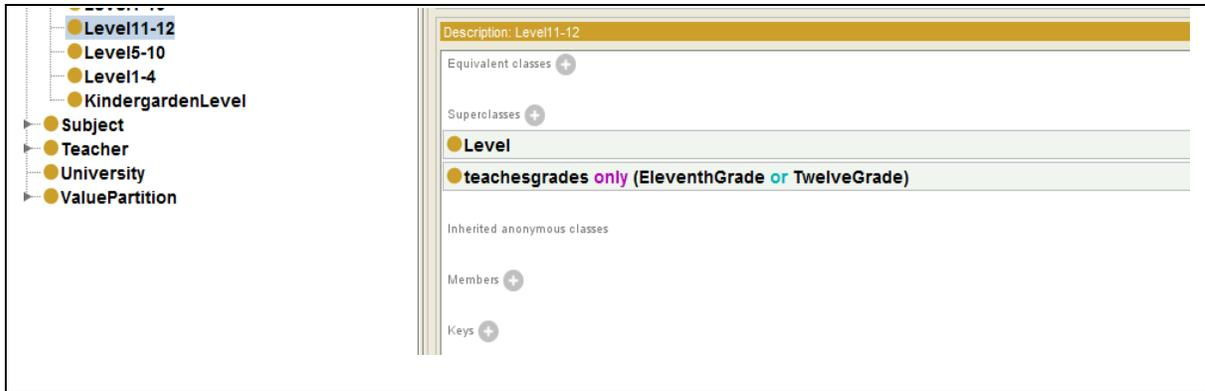 Level11-12
Level5-10
Level1-4
KindergardenLevel
Subject
Teacher
University
ValuePartition
Description: Level11-12
Equivalent classes
Superclasses
Level
teachesgrades only (EleventhGrade or TwelveGrade)
Inherited anonymous classes
Members
Keys